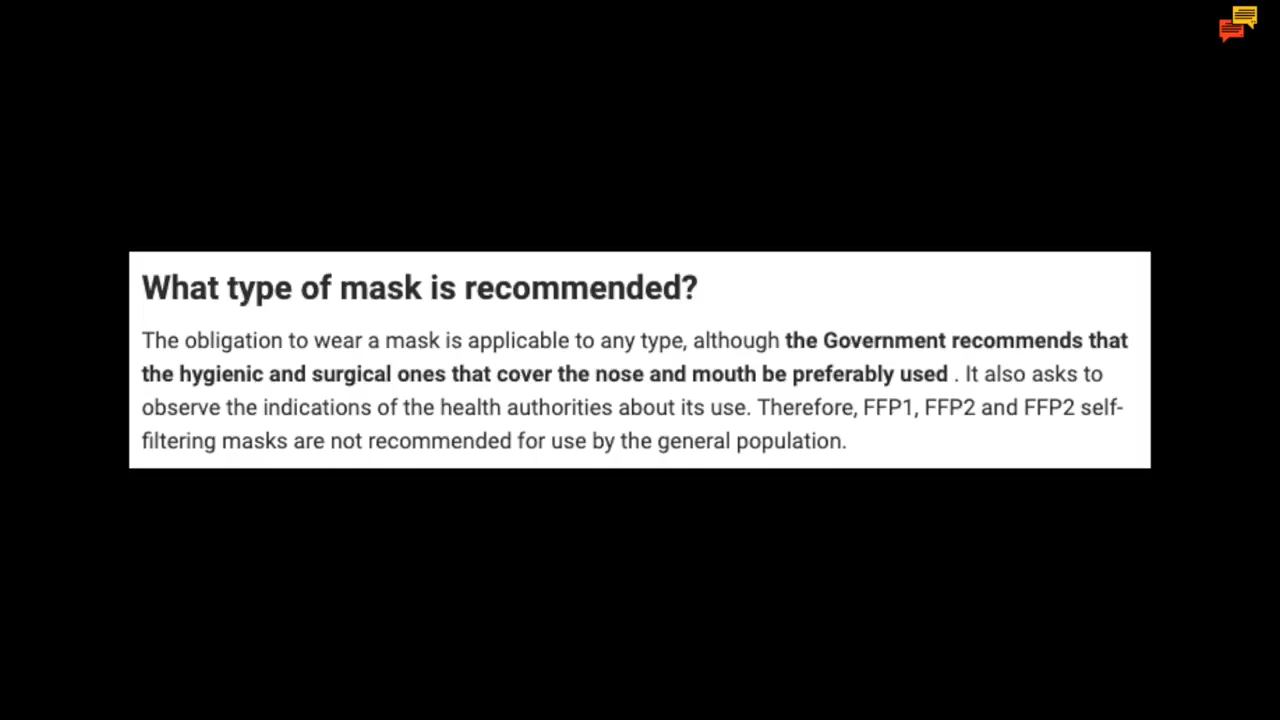 What type of mask is recommended?
The obligation to wear a mask is applicable to any type, although the Government recommends that
the hygienic and surgical ones that cover the nose and mouth be preferably used . It also asks to
observe the indications of the health authorities about its use. Therefore, FFP1, FFP2 and FFP2 self-
filtering masks are not recommended for use by the general population.